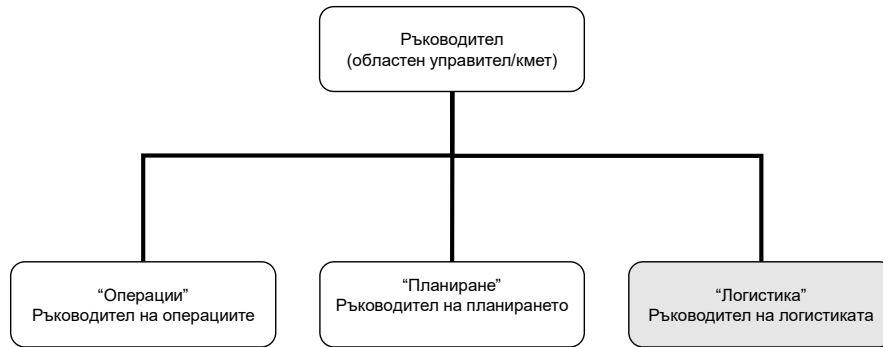 Ръководител
(областен управител/кмет)
“Операции”
Ръководител на операциите
“Планиране”
Ръководител на планирането
“Логистика”
Ръководител на логистиката